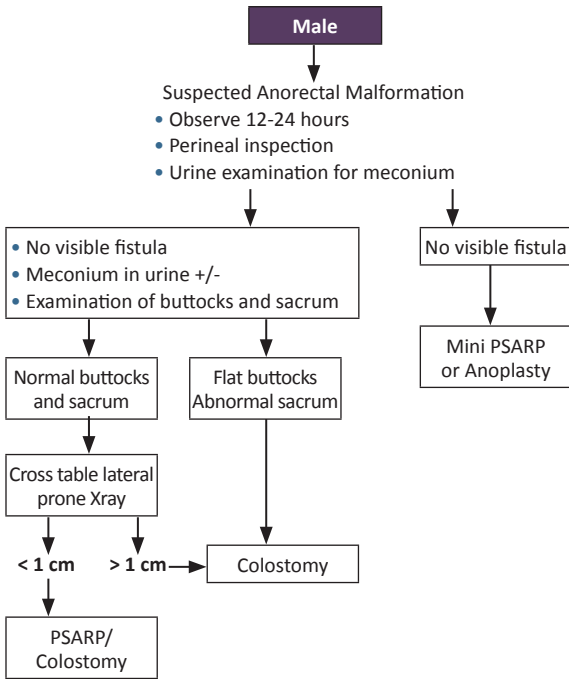 Male
Suspected Anorectal Malformation
• Observe 12-24 hours
• Perineal inspection
• Urine examination for meconium
• No visible fistula
• Meconium in urine +/-
• Examination of buttocks and sacrum
No visible fistula
Mini PSARP
or Anoplasty
Normal buttocks
and sacrum
Flat buttocks
Abnormal sacrum
Cross table lateral
prone Xray
< 1 cm
> 1 cm
Colostomy
PSARP/
Colostomy